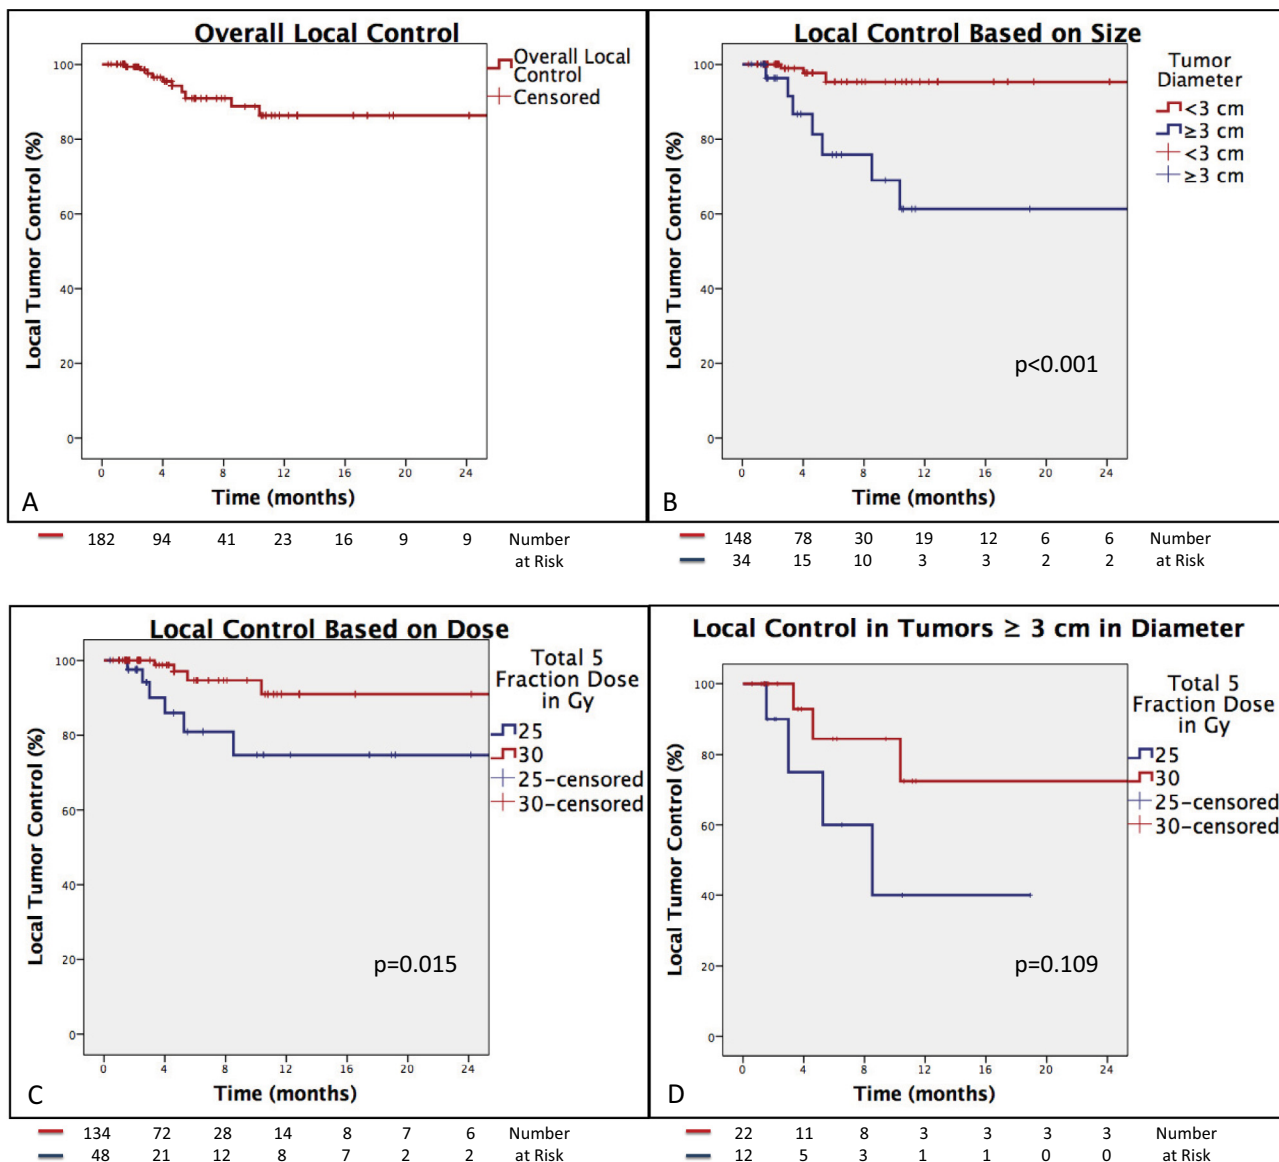 Overall Local Control
Local Tumor Control (%)
100
80
60
40
20
0
0 4 8 12 16 20 24
Time (months)
Overall Local
Control
Censored
A
182 94 41 23 16 9 9 Number
at Risk
Local Control Based on Size
Local Tumor Control (%)
100
80
60
40
20
0
0 4 8 12 16 20 24
Time (months)
Tumor
Diameter
<3 cm
≥3 cm
<3 cm
≥3 cm
p<0.001
B
148 78 30 19 12 6 6 Number
34 15 10 3 3 2 2 at Risk
Local Control Based on Dose
Local Tumor Control (%)
100
80
60
40
20
0
0 4 8 12 16 20 24
Time (months)
Total 5
Fraction Dose
in Gy
25
30
25-censored
30-censored
p=0.015
C
134 72 28 14 8 7 6 Number
48 21 12 8 7 2 2 at Risk
Local Control in Tumors ≥ 3 cm in Diameter
Local Tumor Control (%)
100
80
60
40
20
0
0 4 8 12 16 20 24
Time (months)
Total 5
Fraction Dose
in Gy
25
30
25-censored
30-censored
p=0.109
D
22 11 8 3 3 3 3 Number
12 5 3 1 1 0 0 at Risk